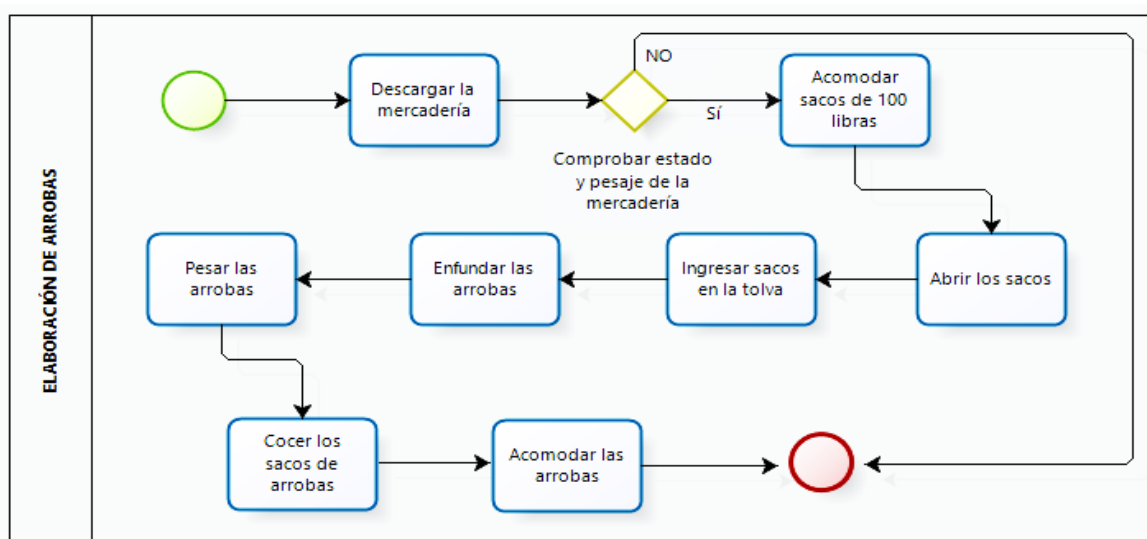 ELABORACIÓN DE ARROBAS
Descargar la
mercadería
NO
Sí
Comprobar estado
y pesaje de la
mercadería
Acomodar
sacos de 100
libras
Abrir los sacos
Ingresar sacos
en la tolva
Enfundar las
arrobas
Pesar las
arrobas
Cocer los
sacos de
arrobas
Acomodar las
arrobas